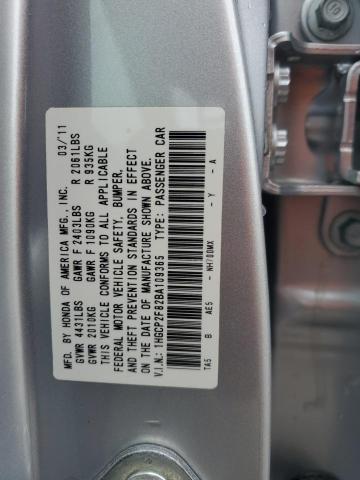 MFD. BY HONDA OF AMERICA MFG., INC. 03/11
GVWR 4431LBS GAWR F 2403LBS R 2061LBS
GVWR 2010KG GAWR F 1090KG R 935KG
THIS VEHICLE CONFORMS TO ALL APPLICABLE
FEDERAL MOTOR VEHICLE SAFETY, BUMPER,
AND THEFT PREVENTION STANDARDS IN EFFECT
ON THE DATE OF MANUFACTURE SHOWN ABOVE.
V.I.N.: 1HGCP2F82BA109365 TYPE: PASSENGER CAR
TA5 B AE5 - NH700MX - Y - A